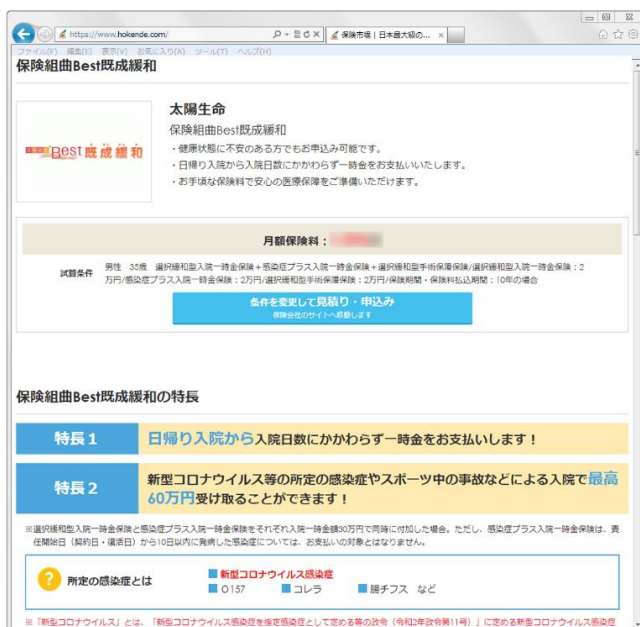 https://www.hokende.com/
保険市場 | 日本最大級の... ×
ファイル(F) 編集(E) 表示(V) お気に入り(A) ツール(T) ヘルプ(H)
保険組曲Best既成緩和
Best 既成緩和
太陽生命
保険組曲Best既成緩和
・健康状態に不安のある方でもお申込み可能です。
・日帰り入院から入院日数にかかわらず一時金をお支払いいたします。
・お手頃な保険料で安心の医療保障をご準備いただけます。
月額保険料：
試算条件
男性 35歳 選択緩和型入院一時金保険＋感染症プラス入院一時金保険＋選択緩和型手術保障保険/選択緩和型入院一時金保険：2
万円/感染症プラス入院一時金保険：2万円/選択緩和型手術保障保険：2万円/保険期間・保険料払込期間：10年の場合
条件を変更して見積り・申込み
保険会社のサイトへ移動します
保険組曲Best既成緩和の特長
特長１
日帰り入院から入院日数にかかわらず一時金をお支払いします！
特長２
新型コロナウイルス等の所定の感染症やスポーツ中の事故などによる入院で最高
60万円受け取ることができます！
※選択緩和型入院一時金保険と感染症プラス入院一時金保険をそれぞれ入院一時金額30万円で同時に付加した場合。ただし、感染症プラス入院一時金保険は、責
任開始日（契約日・復活日）から10日以内に発病した感染症については、お支払いの対象とはなりません。
? 所定の感染症とは
新型コロナウイルス感染症
O157 コレラ 腸チフス など
※「新型コロナウイルス」とは、「新型コロナウイルス感染症を指定感染症として定める等の政令（令和2年政令第11号）」に定める新型コロナウイルス感染症